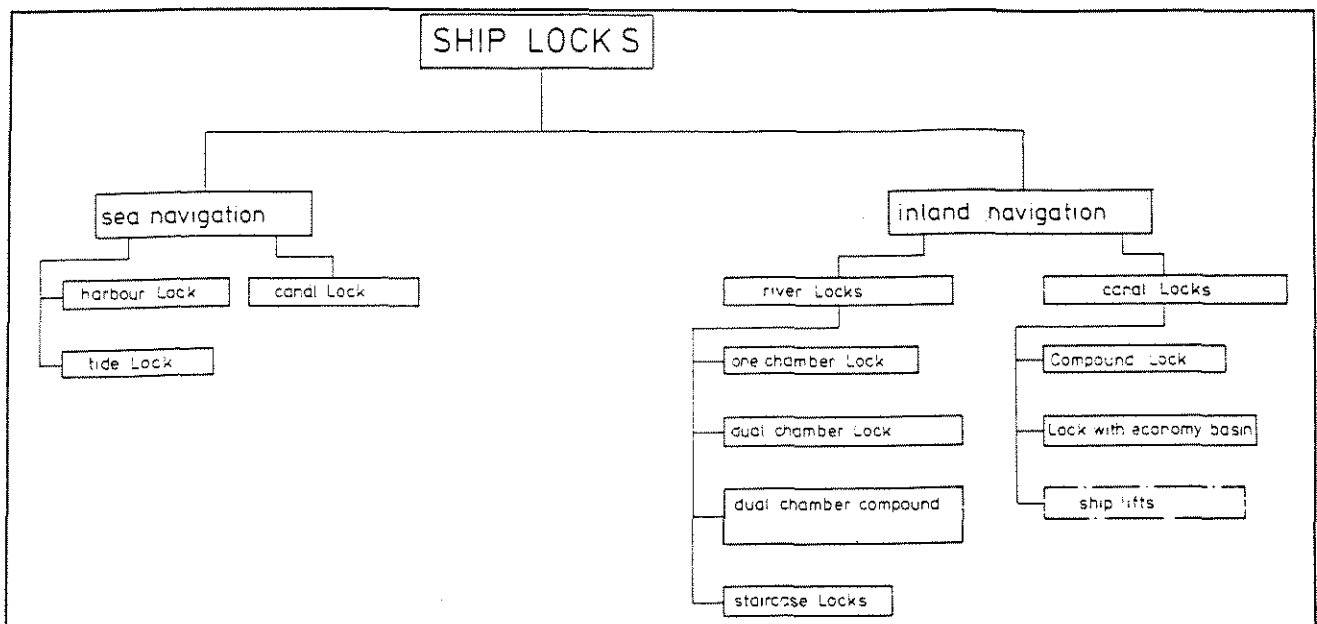 SHIP LOCKS
sea navigation
inland navigation
harbour Lock
canal Lock
river Locks
canal Locks
tide Lock
one chamber Lock
Compound Lock
dual chamber Lock
Lock with economy basin
dual chamber compound
ship lifts
staircase Locks